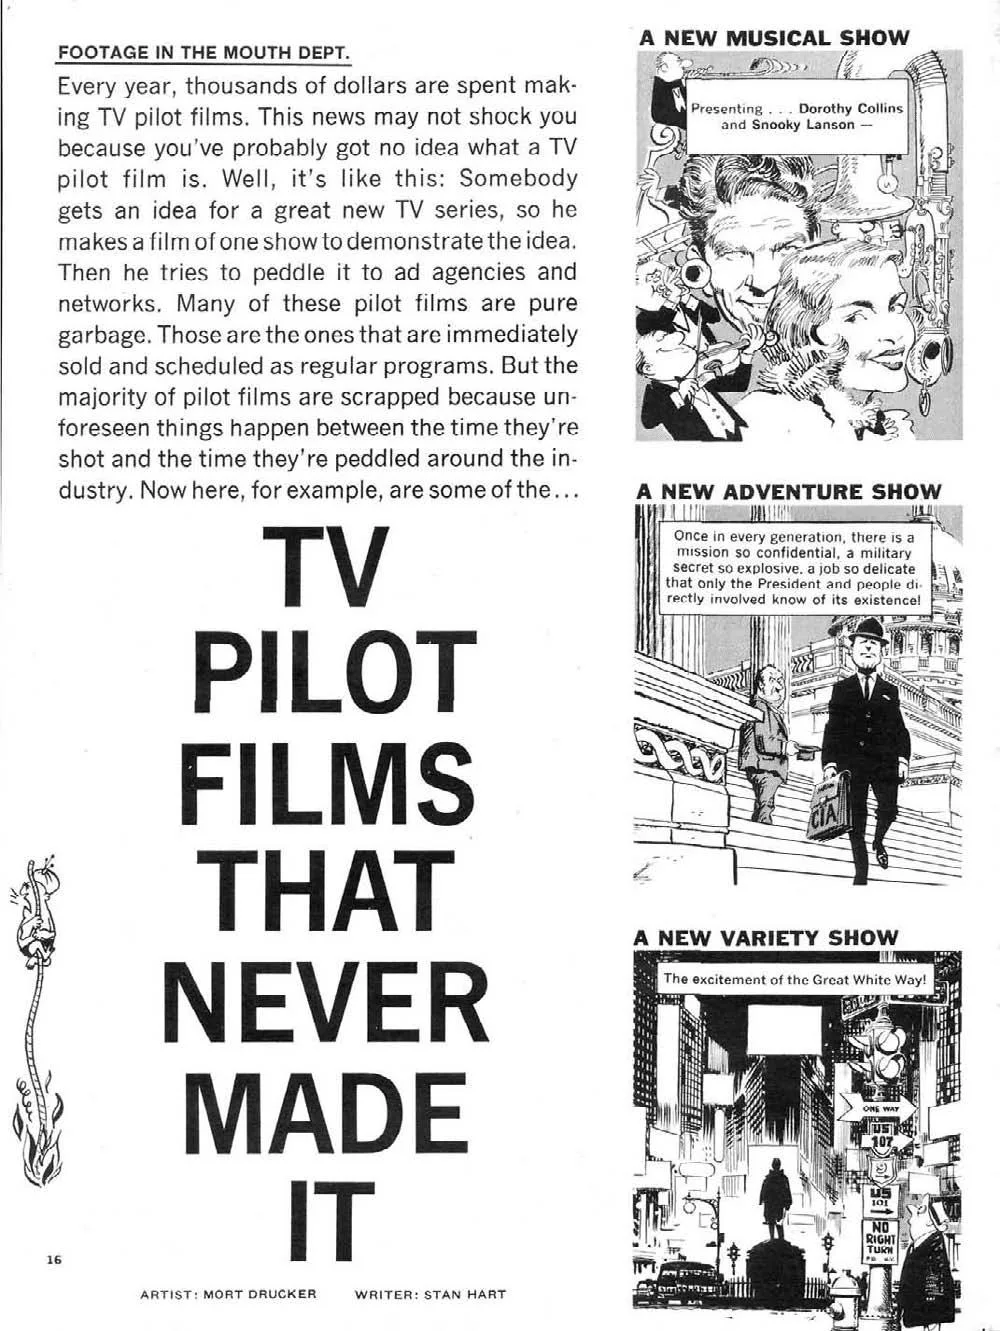 FOOTAGE IN THE MOUTH DEPT.
Every year, thousands of dollars are spent mak-
ing TV pilot films. This news may not shock you
because you've probably got no idea what a TV
pilot film is. Well, it's like this: Somebody
gets an idea for a great new TV series, so he
makes a film of one show to demonstrate the idea.
Then he tries to peddle it to ad agencies and
networks. Many of these pilot films are pure
garbage. Those are the ones that are immediately
sold and scheduled as regular programs. But the
majority of pilot films are scrapped because un-
foreseen things happen between the time they're
shot and the time they're peddled around the in-
dustry. Now here, for example, are some of the...
TV
PILOT
FILMS
THAT
NEVER
MADE
IT
16
ARTIST: MORT DRUCKER WRITER: STAN HART
A NEW MUSICAL SHOW
Presenting . . . Dorothy Collins
and Snooky Lanson —
A NEW ADVENTURE SHOW
Once in every generation, there is a
mission so confidential, a military
secret so explosive, a job so delicate
that only the President and people di-
rectly involved know of its existence!
CIA
A NEW VARIETY SHOW
The excitement of the Great White Way!
ONE WAY
US
107
9
US
101
NO
RIGHT
TURN